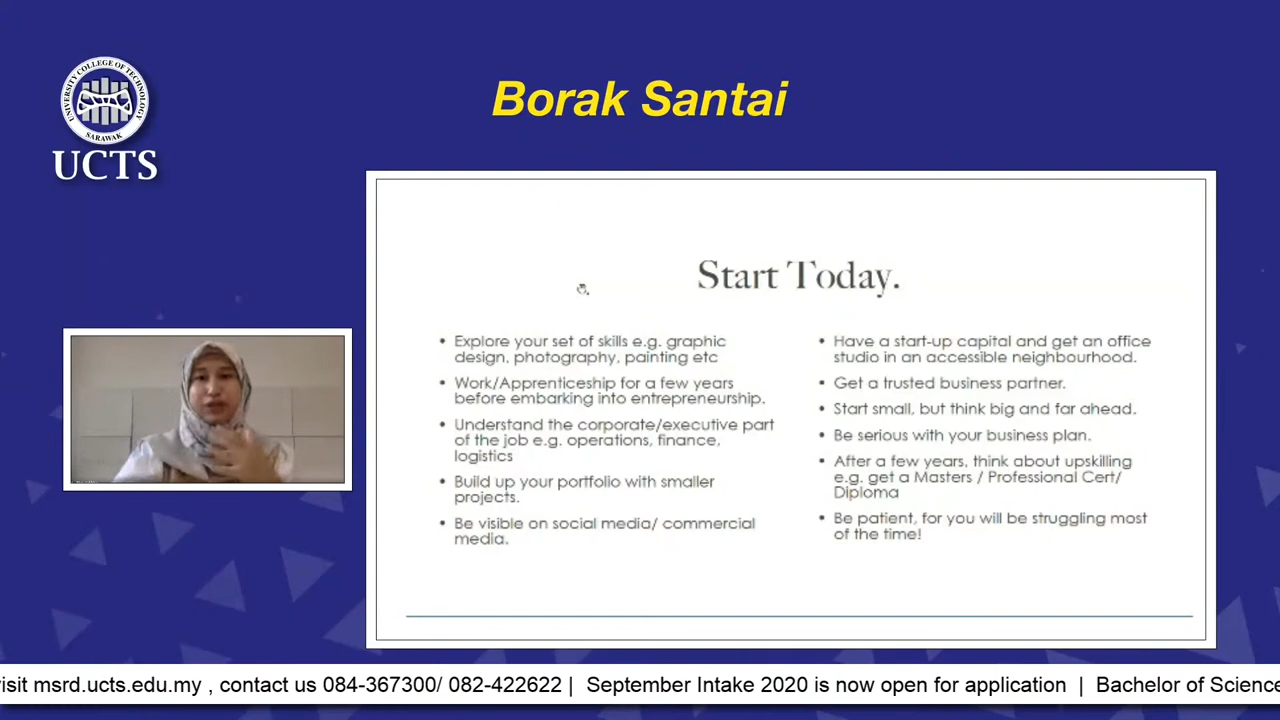 Borak Santai
UNIVERSITY COLLEGE OF TECHNOLOGY
SARAWAK
UCTS
Start Today.
• Explore your set of skills e.g. graphic
design, photography, painting etc
• Work/Apprenticeship for a few years
before embarking into entrepreneurship.
• Understand the corporate/executive part
of the job e.g. operations, finance,
logistics
• Build up your portfolio with smaller
projects.
• Be visible on social media/ commercial
media.
• Have a start-up capital and get an office
studio in an accessible neighbourhood.
• Get a trusted business partner.
• Start small, but think big and far ahead.
• Be serious with your business plan.
• After a few years, think about upskilling
e.g. get a Masters / Professional Cert/
Diploma
• Be patient, for you will be struggling most
of the time!
isit msrd.ucts.edu.my , contact us 084-367300/ 082-422622 | September Intake 2020 is now open for application | Bachelor of Science